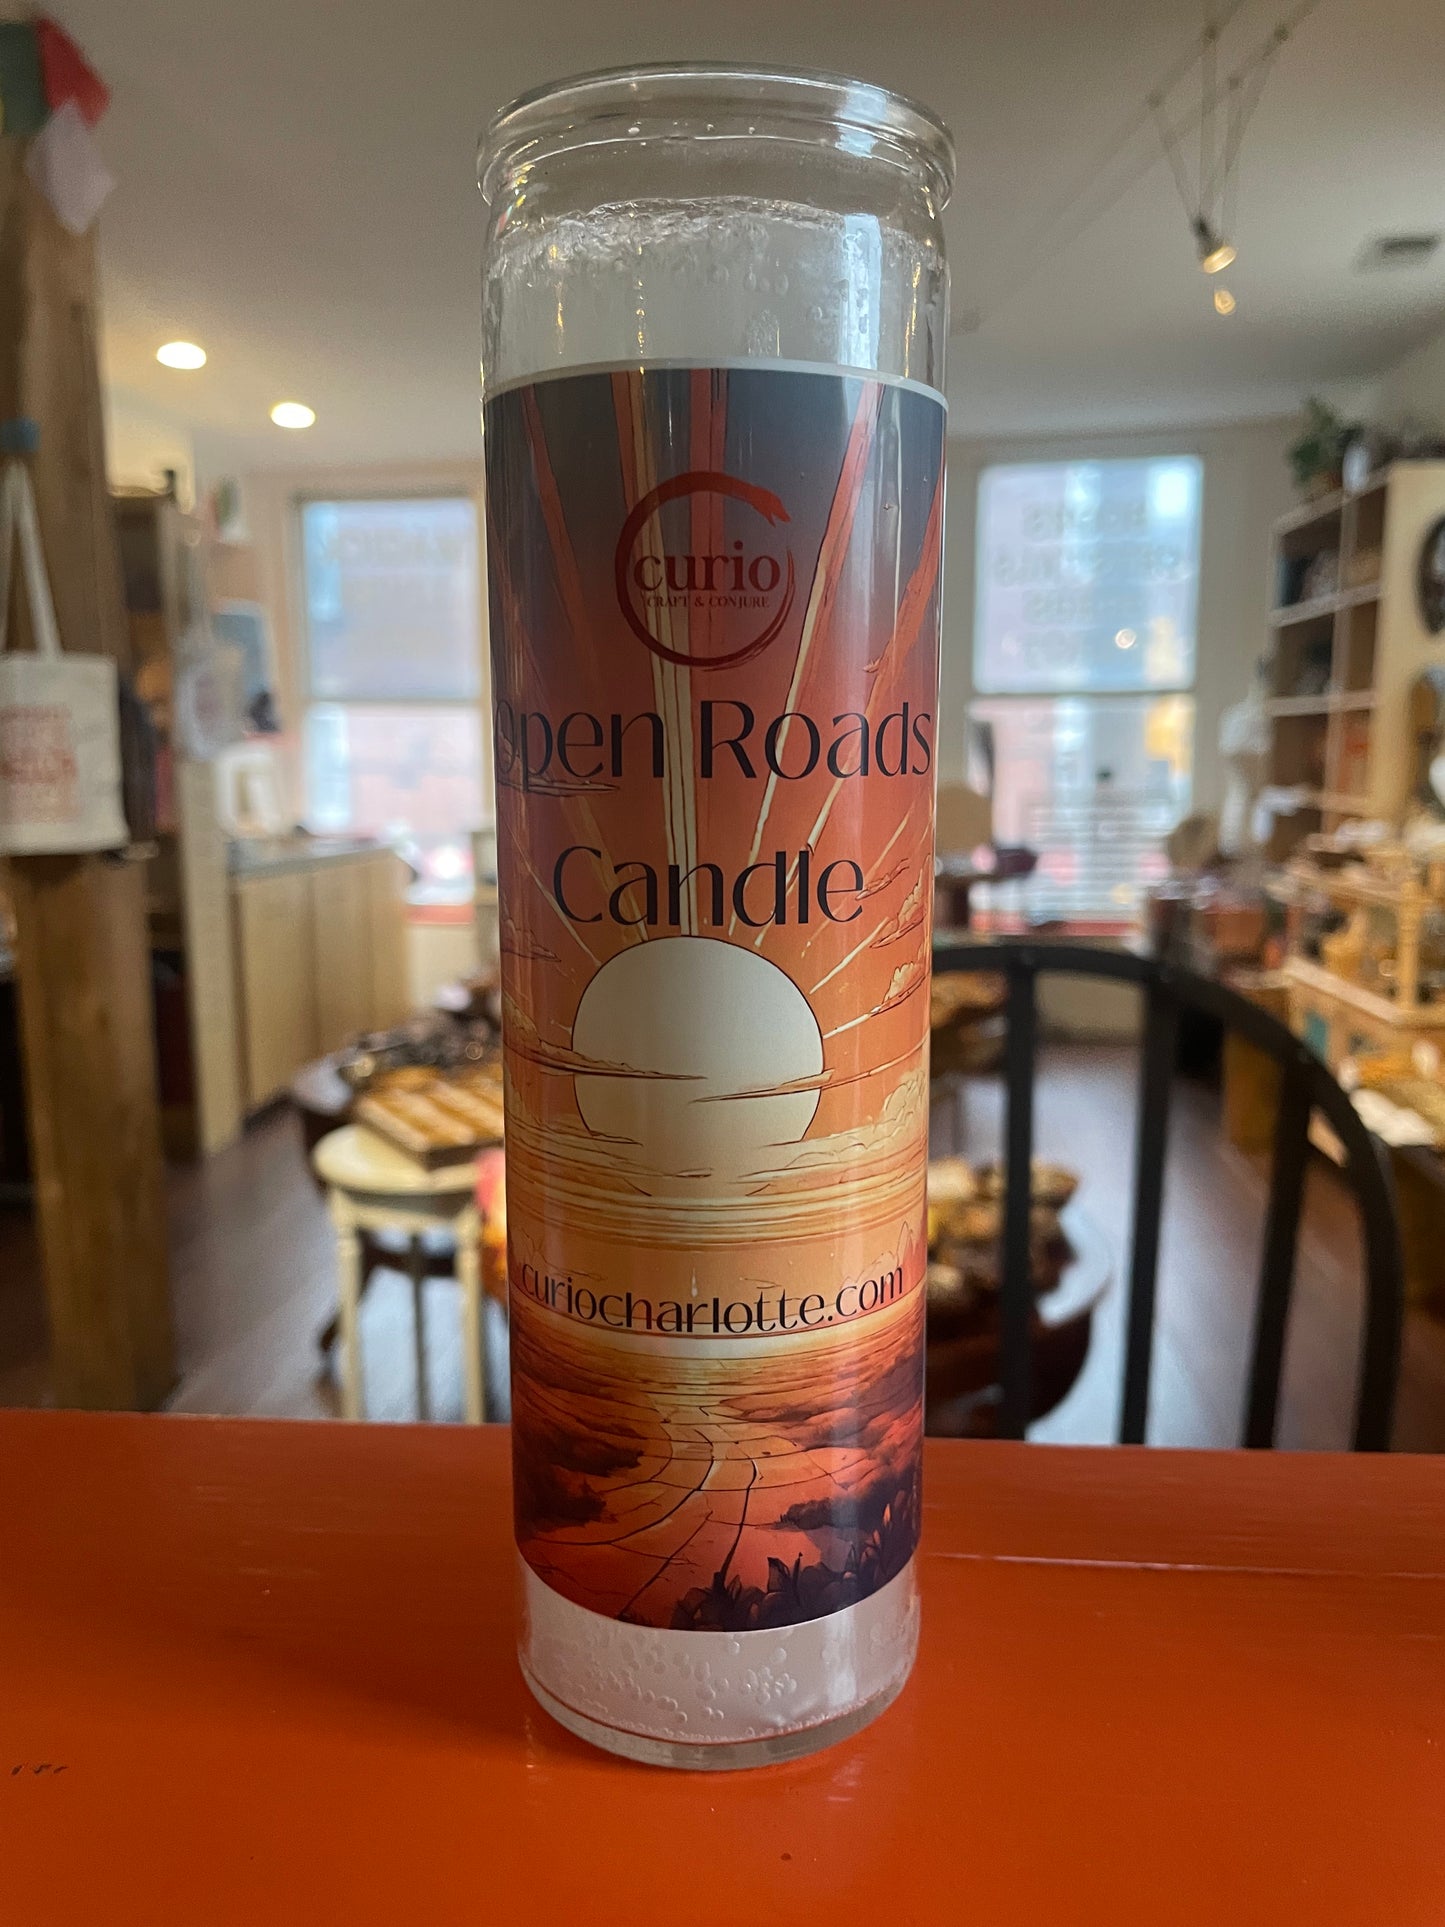 curio
CRAFT & CONJURE
Open Roads
Candle
curiocharlotte.com